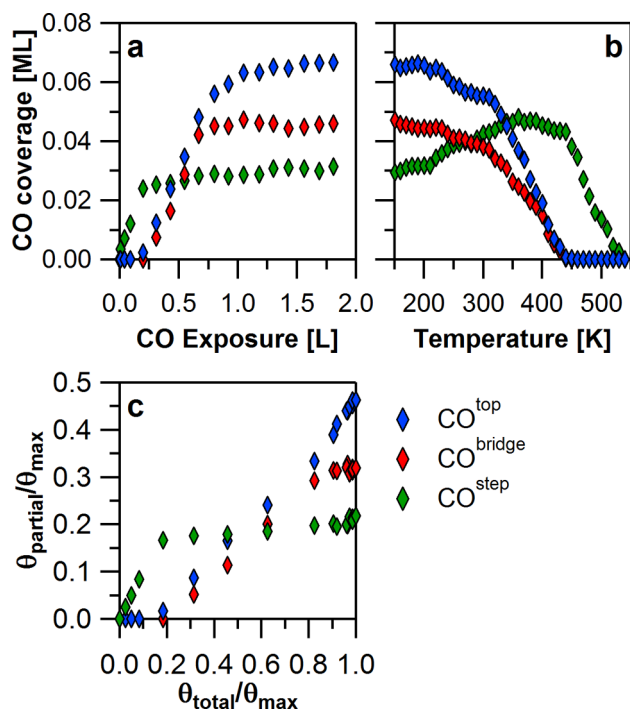 a
b
CO coverage [ML]
0.08
0.06
0.04
0.02
0.00
0.0 0.5 1.0 1.5 2.0
200 300 400 500
CO Exposure [L]
Temperature [K]
c
θpartial/θmax
0.5
0.4
0.3
0.2
0.1
0.0
0.0 0.2 0.4 0.6 0.8 1.0
θtotal/θmax
COtop
CObridge
COstep